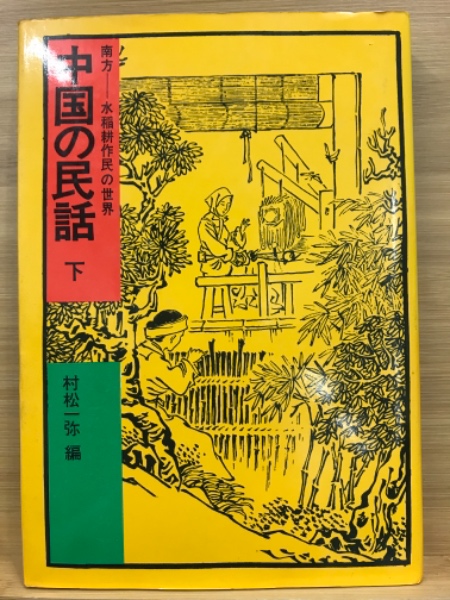 南方――水稲耕作民の世界
中国の民話
下
村松一弥 編